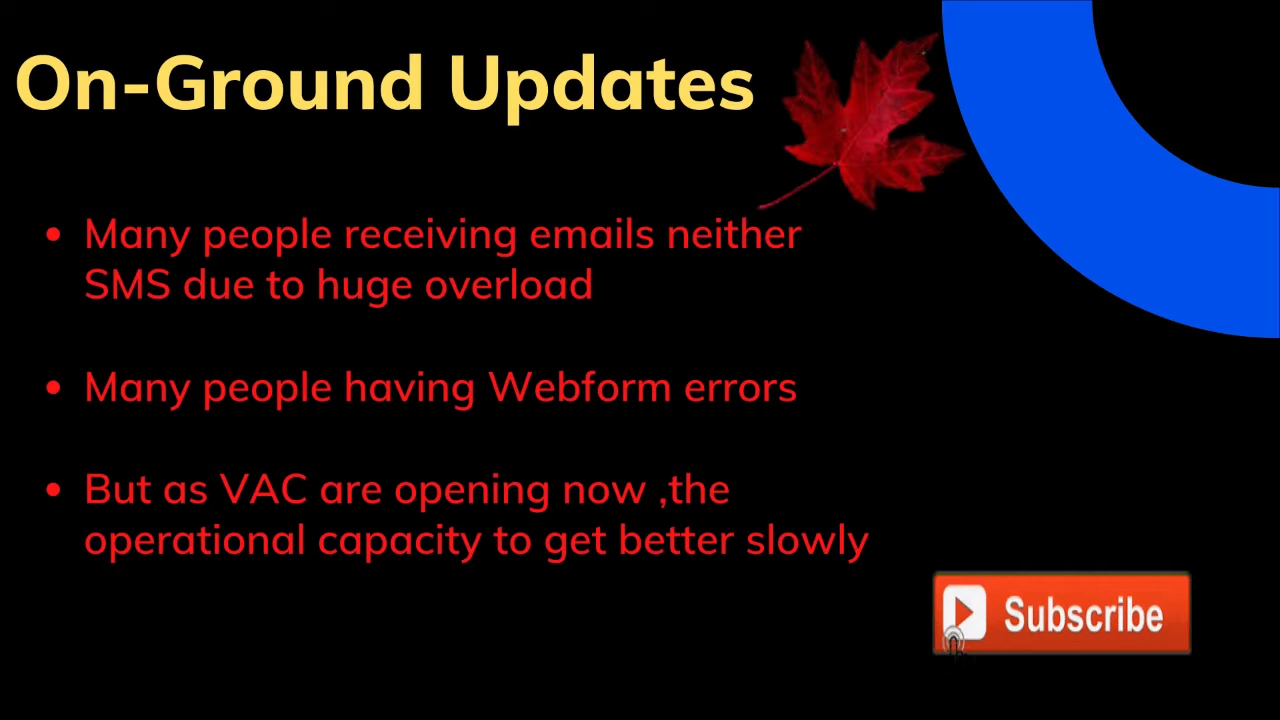 On-Ground Updates
• Many people receiving emails neither
SMS due to huge overload
• Many people having Webform errors
• But as VAC are opening now ,the
operational capacity to get better slowly
Subscribe